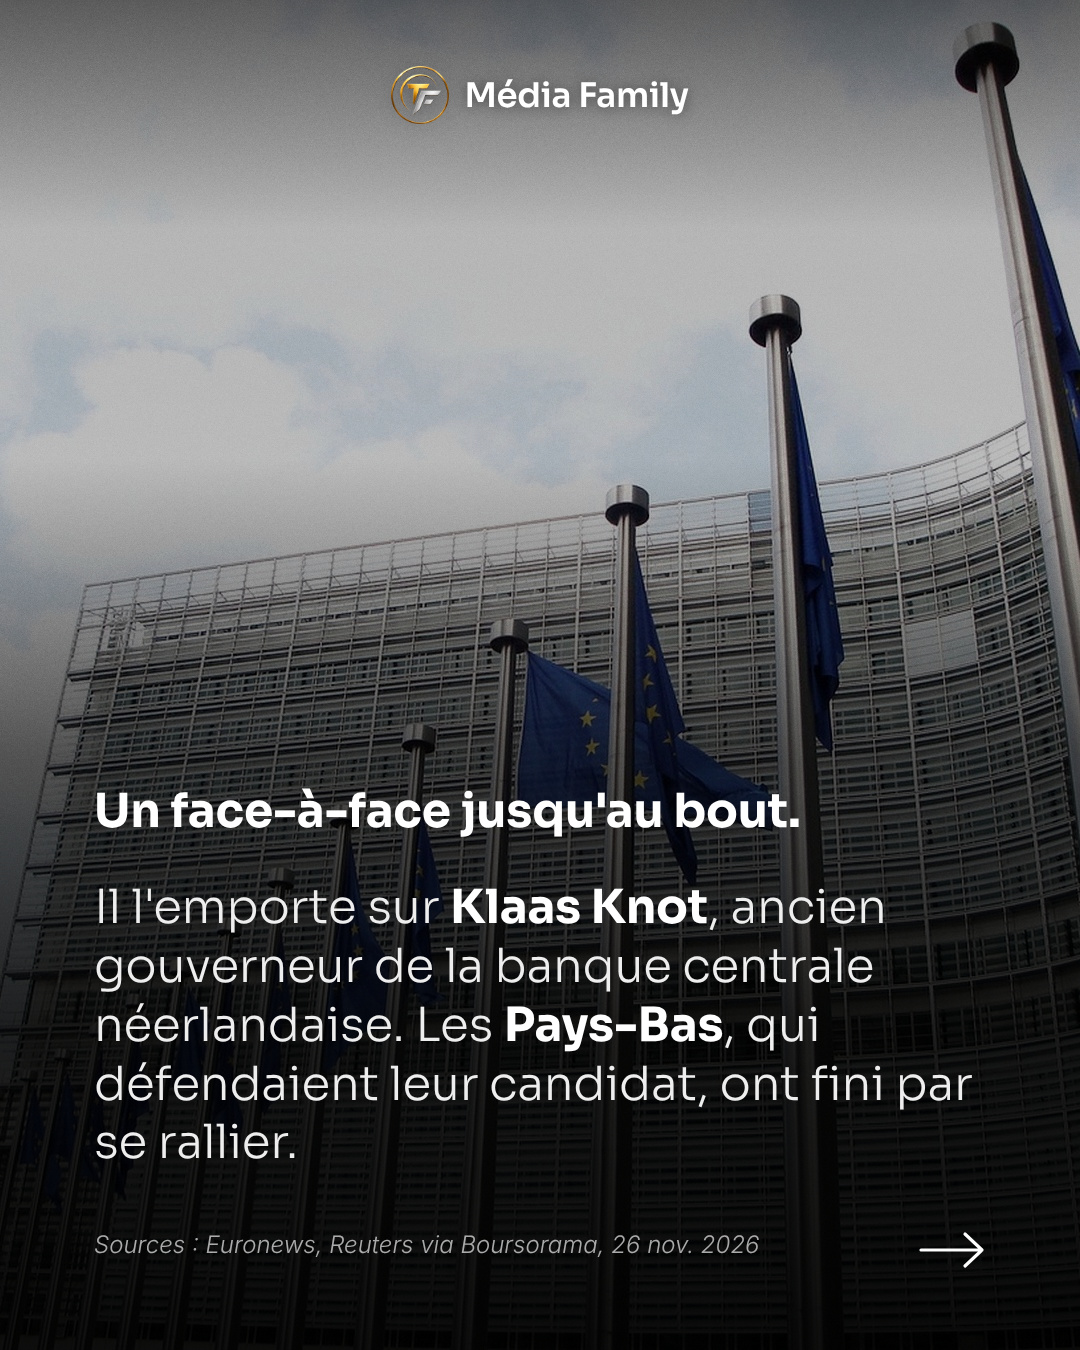 TF Média Family
Un face-à-face jusqu'au bout.
Il l'emporte sur Klaas Knot, ancien
gouverneur de la banque centrale
néerlandaise. Les Pays-Bas, qui
défendaient leur candidat, ont fini par
se rallier.
Sources : Euronews, Reuters via Boursorama, 26 nov. 2026